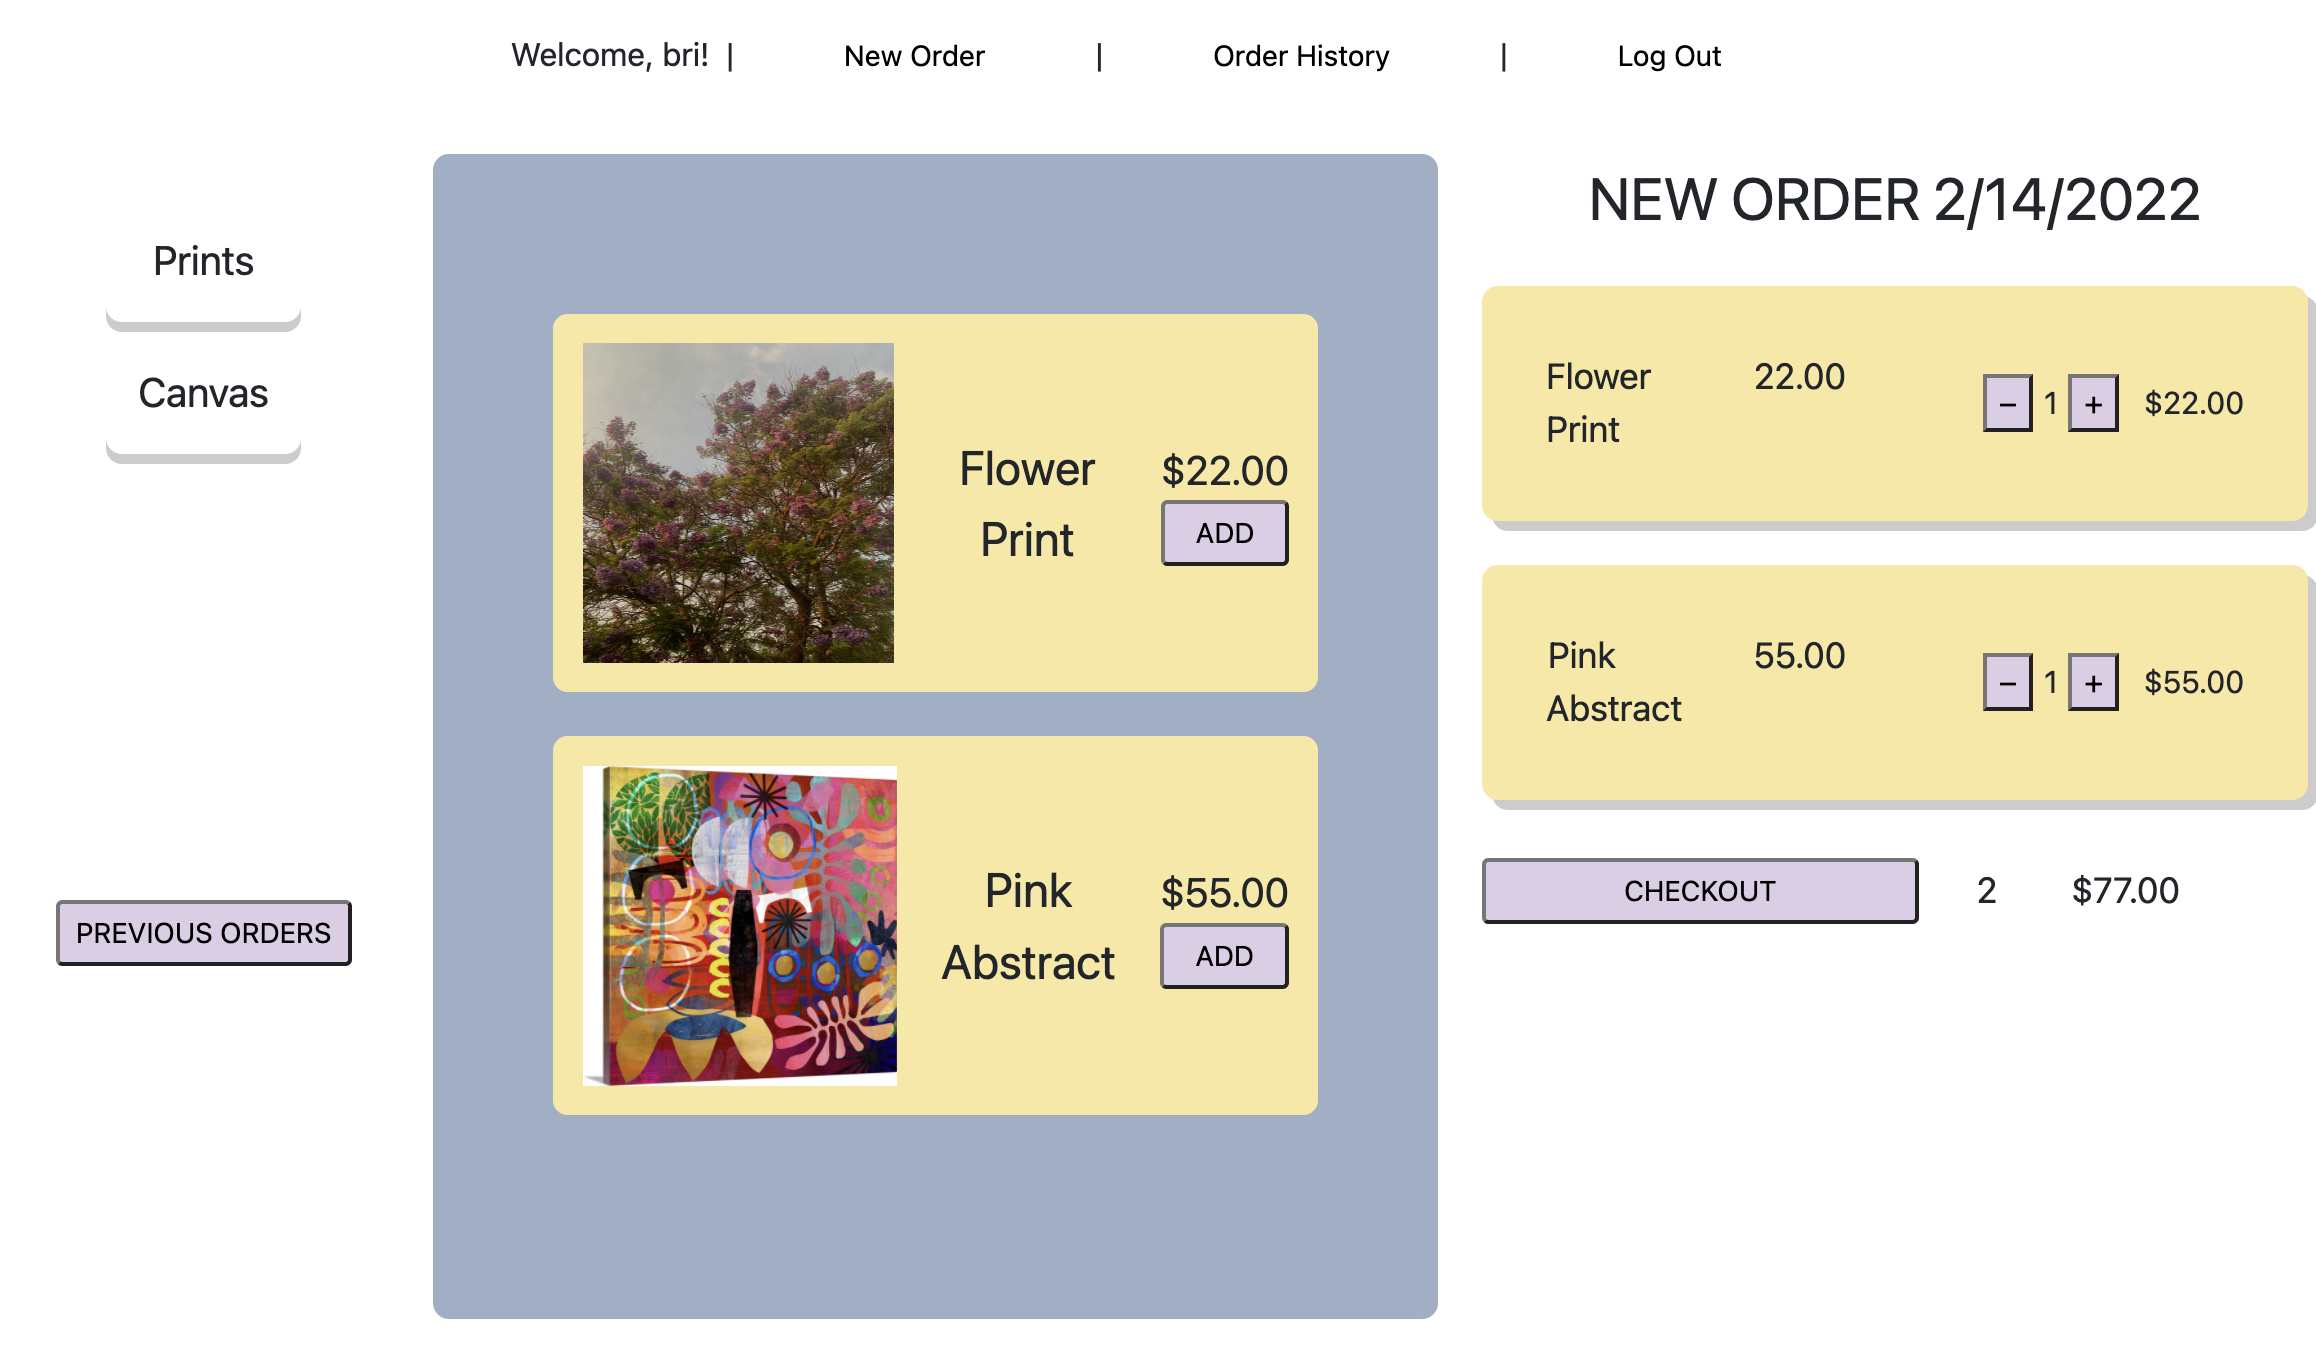 Welcome, bri! | New Order | Order History | Log Out
Prints
Canvas
PREVIOUS ORDERS
Flower
Print
$22.00
ADD
Pink
Abstract
$55.00
ADD
NEW ORDER 2/14/2022
Flower
Print
22.00
− 1 + $22.00
Pink
Abstract
55.00
− 1 + $55.00
CHECKOUT 2 $77.00